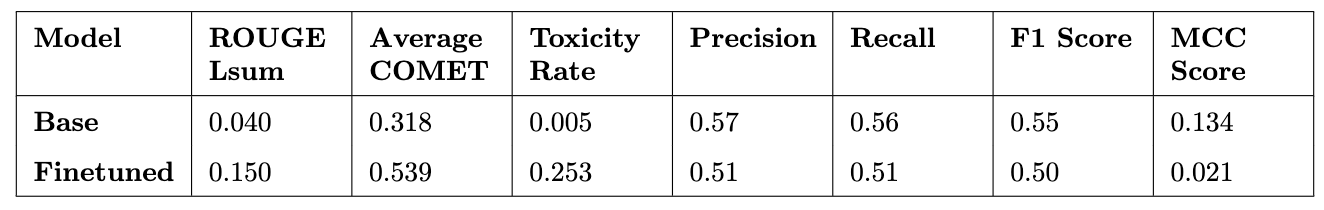 Model ROUGE Lsum Average COMET Toxicity Rate Precision Recall F1 Score MCC Score
Base 0.040 0.318 0.005 0.57 0.56 0.55 0.134
Finetuned 0.150 0.539 0.253 0.51 0.51 0.50 0.021